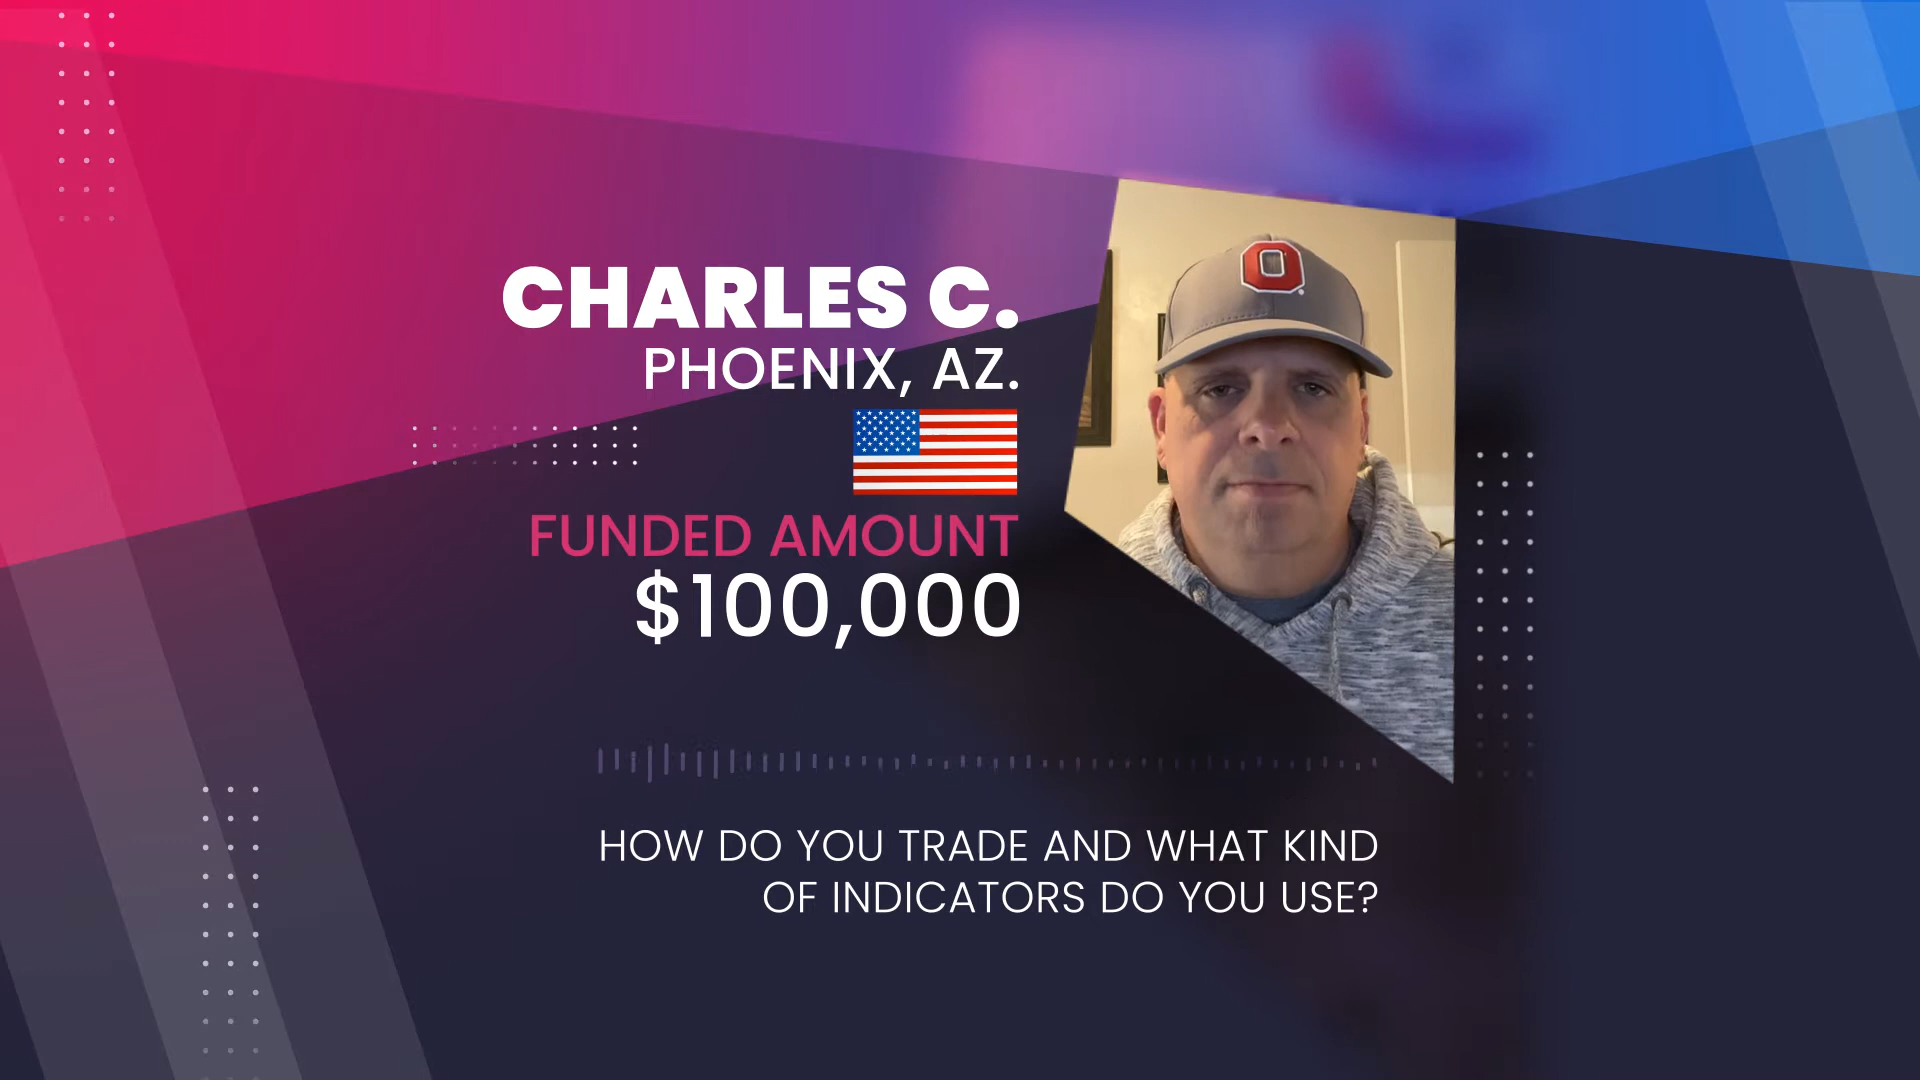 CHARLES C.
PHOENIX, AZ.
FUNDED AMOUNT
$100,000
O
HOW DO YOU TRADE AND WHAT KIND
OF INDICATORS DO YOU USE?